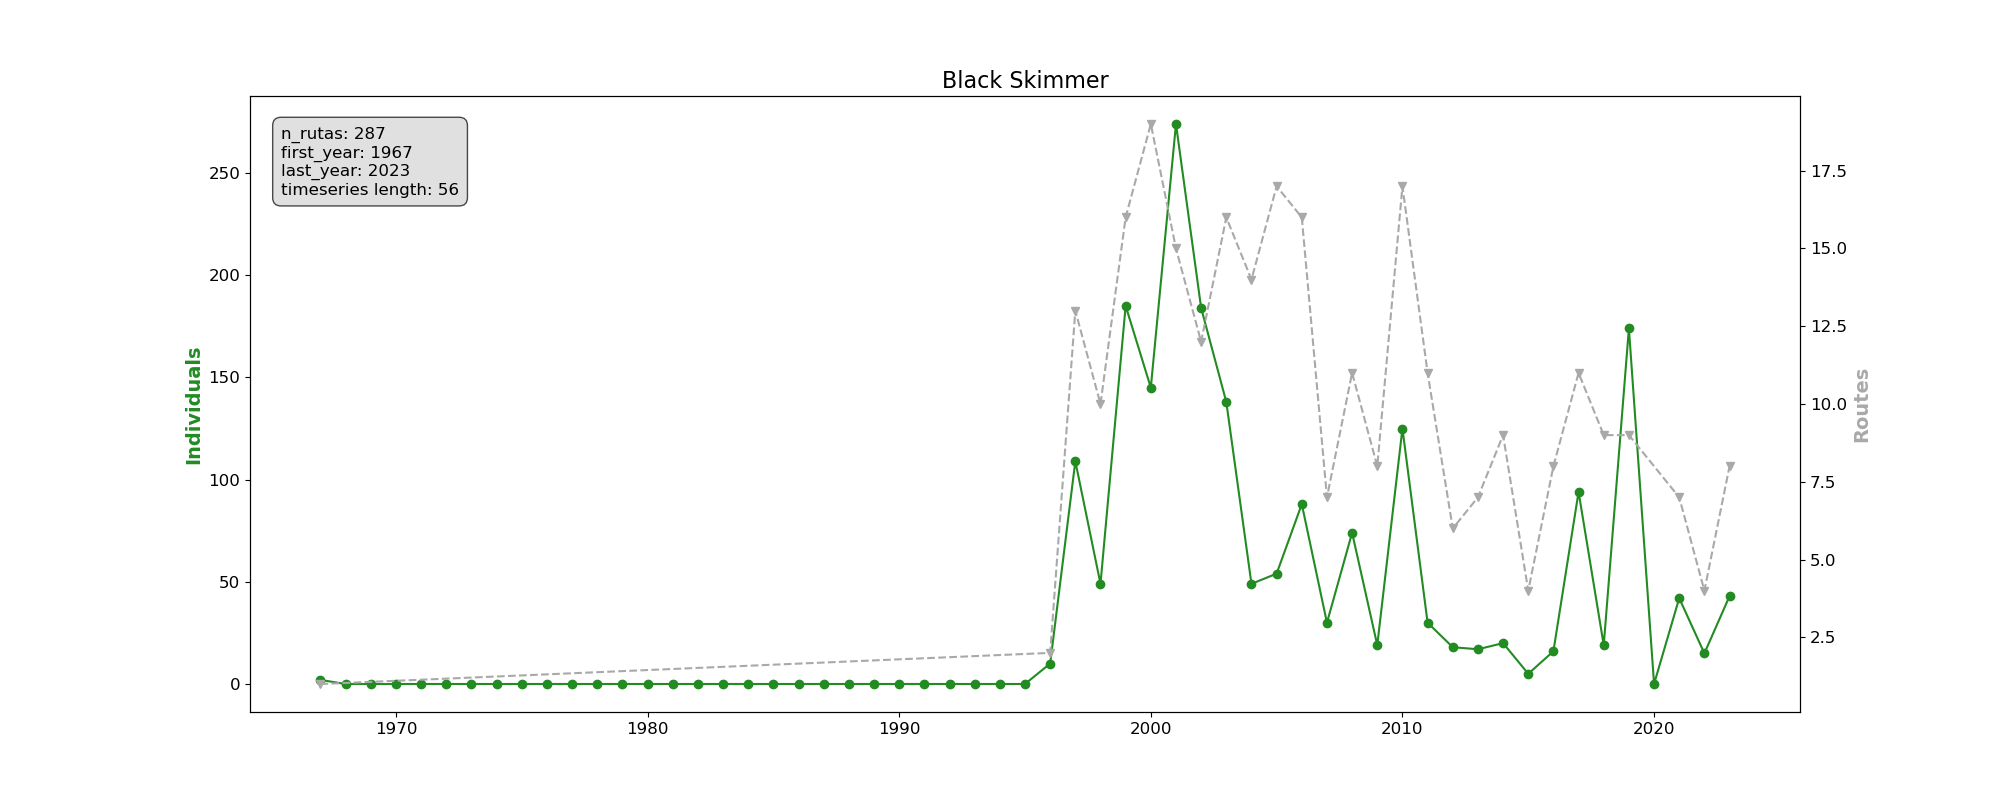 Black Skimmer
n_rutas: 287
first_year: 1967
last_year: 2023
timeseries length: 56
Individuals
250
200
150
100
50
0
17.5
15.0
12.5
10.0
7.5
5.0
2.5
Routes
1970 1980 1990 2000 2010 2020